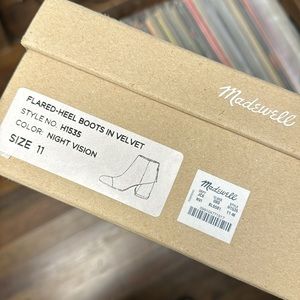 Madewell
FLARED-HEEL BOOTS IN VELVET
STYLE NO. H1535
COLOR: NIGHT VISION
SIZE 11
Madewell